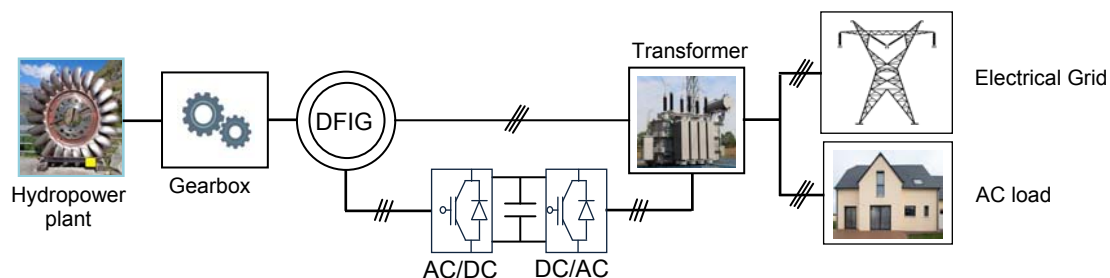 Transformer
Electrical Grid
DFIG
Hydropower
plant
Gearbox
AC load
AC/DC
DC/AC